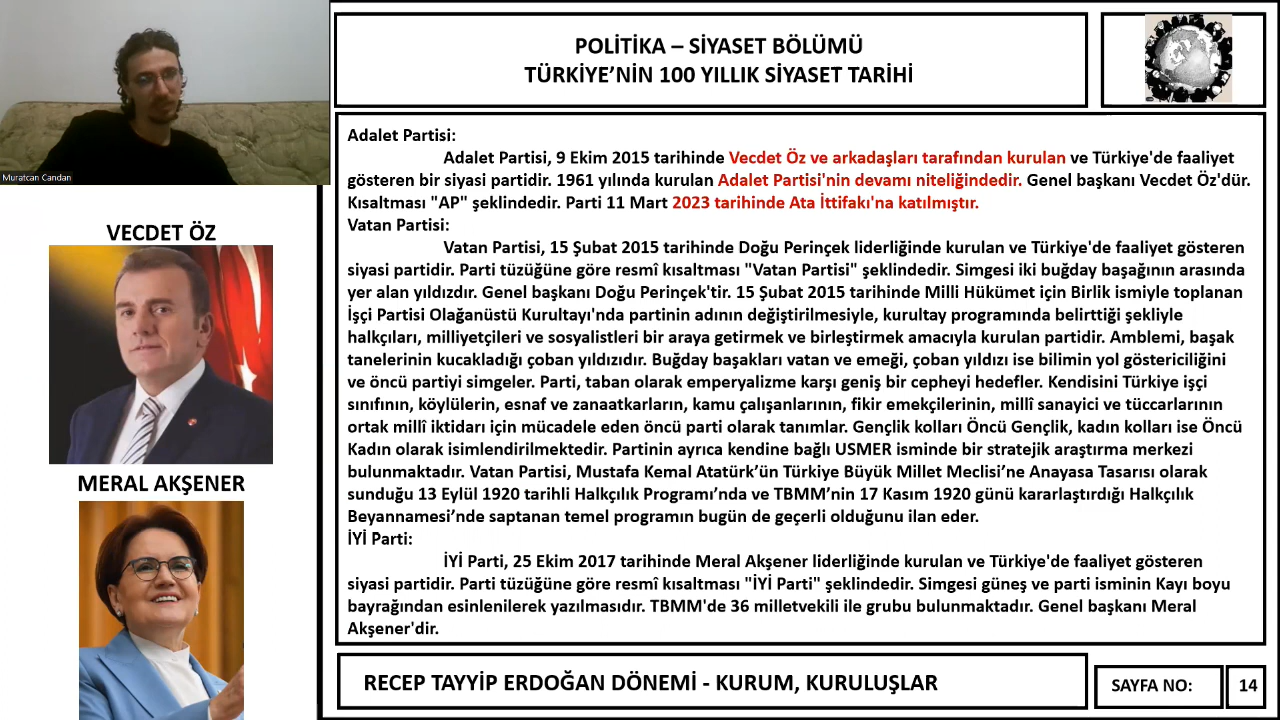 Muratcan Candan
VECDET ÖZ
MERAL AKŞENER
POLİTİKA – SİYASET BÖLÜMÜ
TÜRKİYE’NİN 100 YILLIK SİYASET TARİHİ
Adalet Partisi:
Adalet Partisi, 9 Ekim 2015 tarihinde Vecdet Öz ve arkadaşları tarafından kurulan ve Türkiye'de faaliyet
gösteren bir siyasi partidir. 1961 yılında kurulan Adalet Partisi'nin devamı niteliğindedir. Genel başkanı Vecdet Öz'dür.
Kısaltması "AP" şeklindedir. Parti 11 Mart 2023 tarihinde Ata İttifakı'na katılmıştır.
Vatan Partisi:
Vatan Partisi, 15 Şubat 2015 tarihinde Doğu Perinçek liderliğinde kurulan ve Türkiye'de faaliyet gösteren
siyasi partidir. Parti tüzüğüne göre resmî kısaltması "Vatan Partisi" şeklindedir. Simgesi iki buğday başağının arasında
yer alan yıldızdır. Genel başkanı Doğu Perinçek'tir. 15 Şubat 2015 tarihinde Milli Hükümet için Birlik ismiyle toplanan
İşçi Partisi Olağanüstü Kurultayı'nda partinin adının değiştirilmesiyle, kurultay programında belirttiği şekliyle
halkçıları, milliyetçileri ve sosyalistleri bir araya getirmek ve birleştirmek amacıyla kurulan partidir. Amblemi, başak
tanelerinin kucakladığı çoban yıldızıdır. Buğday başakları vatan ve emeği, çoban yıldızı ise bilimin yol göstericiliğini
ve öncü partiyi simgeler. Parti, taban olarak emperyalizme karşı geniş bir cepheyi hedefler. Kendisini Türkiye işçi
sınıfının, köylülerin, esnaf ve zanaatkarların, kamu çalışanlarının, fikir emekçilerinin, millî sanayici ve tüccarlarının
ortak millî iktidarı için mücadele eden öncü parti olarak tanımlar. Gençlik kolları Öncü Gençlik, kadın kolları ise Öncü
Kadın olarak isimlendirilmektedir. Partinin ayrıca kendine bağlı USMER isminde bir stratejik araştırma merkezi
bulunmaktadır. Vatan Partisi, Mustafa Kemal Atatürk’ün Türkiye Büyük Millet Meclisi’ne Anayasa Tasarısı olarak
sunduğu 13 Eylül 1920 tarihli Halkçılık Programı’nda ve TBMM’nin 17 Kasım 1920 günü kararlaştırdığı Halkçılık
Beyannamesi’nde saptanan temel programın bugün de geçerli olduğunu ilan eder.
İYİ Parti:
İYİ Parti, 25 Ekim 2017 tarihinde Meral Akşener liderliğinde kurulan ve Türkiye'de faaliyet gösteren
siyasi partidir. Parti tüzüğüne göre resmî kısaltması "İYİ Parti" şeklindedir. Simgesi güneş ve parti isminin Kayı boyu
bayrağından esinlenilerek yazılmasıdır. TBMM'de 36 milletvekili ile grubu bulunmaktadır. Genel başkanı Meral
Akşener'dir.
RECEP TAYYİP ERDOĞAN DÖNEMİ - KURUM, KURULUŞLAR
SAYFA NO:
14